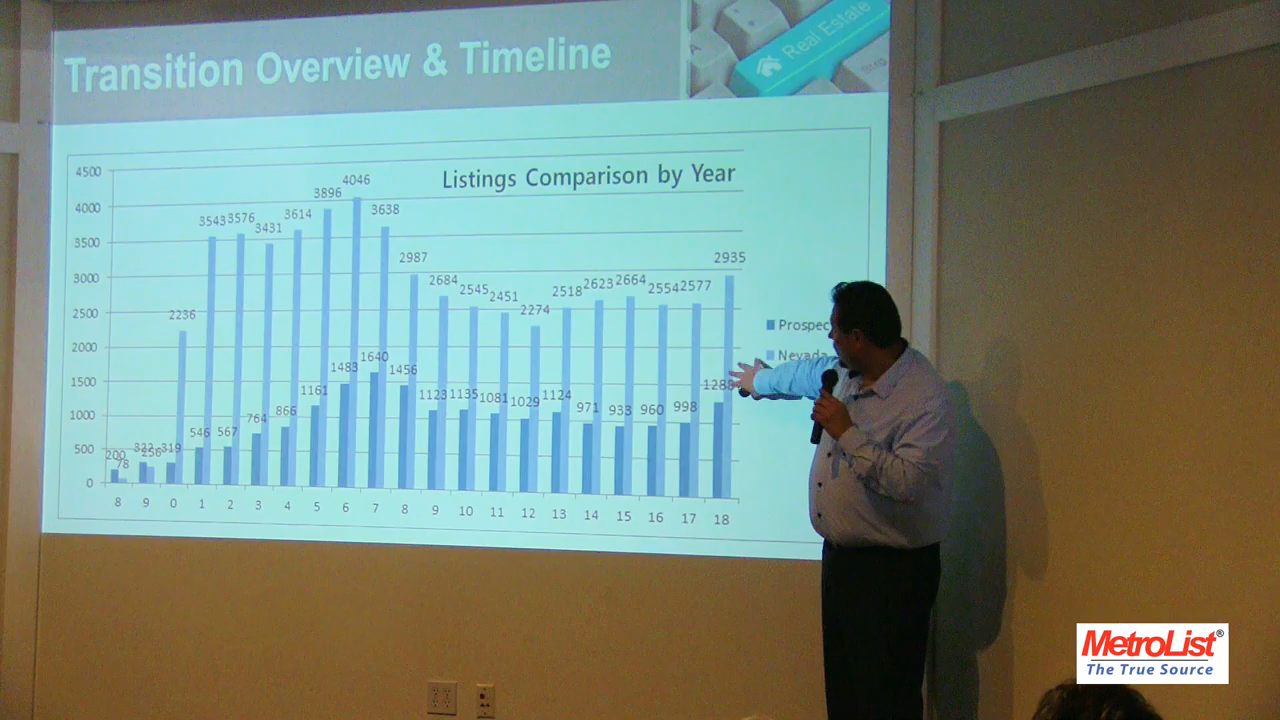 Transition Overview & Timeline
Real Estate
Listings Comparison by Year
4500
4000
3500
3000
2500
2000
1500
1000
500
0
200 322 319 546 567 764 866 1161 1483 1640 1456 1123 1135 1081 1029 1124 971 933 960 998 1288
78 256 2236 3543 3576 3431 3614 3896 4046 3638 2987 2684 2545 2451 2274 2518 2623 2664 2554 2577 2935
8 9 0 1 2 3 4 5 6 7 8 9 10 11 12 13 14 15 16 17 18
Prospec
Nevada
MetroList®
The True Source